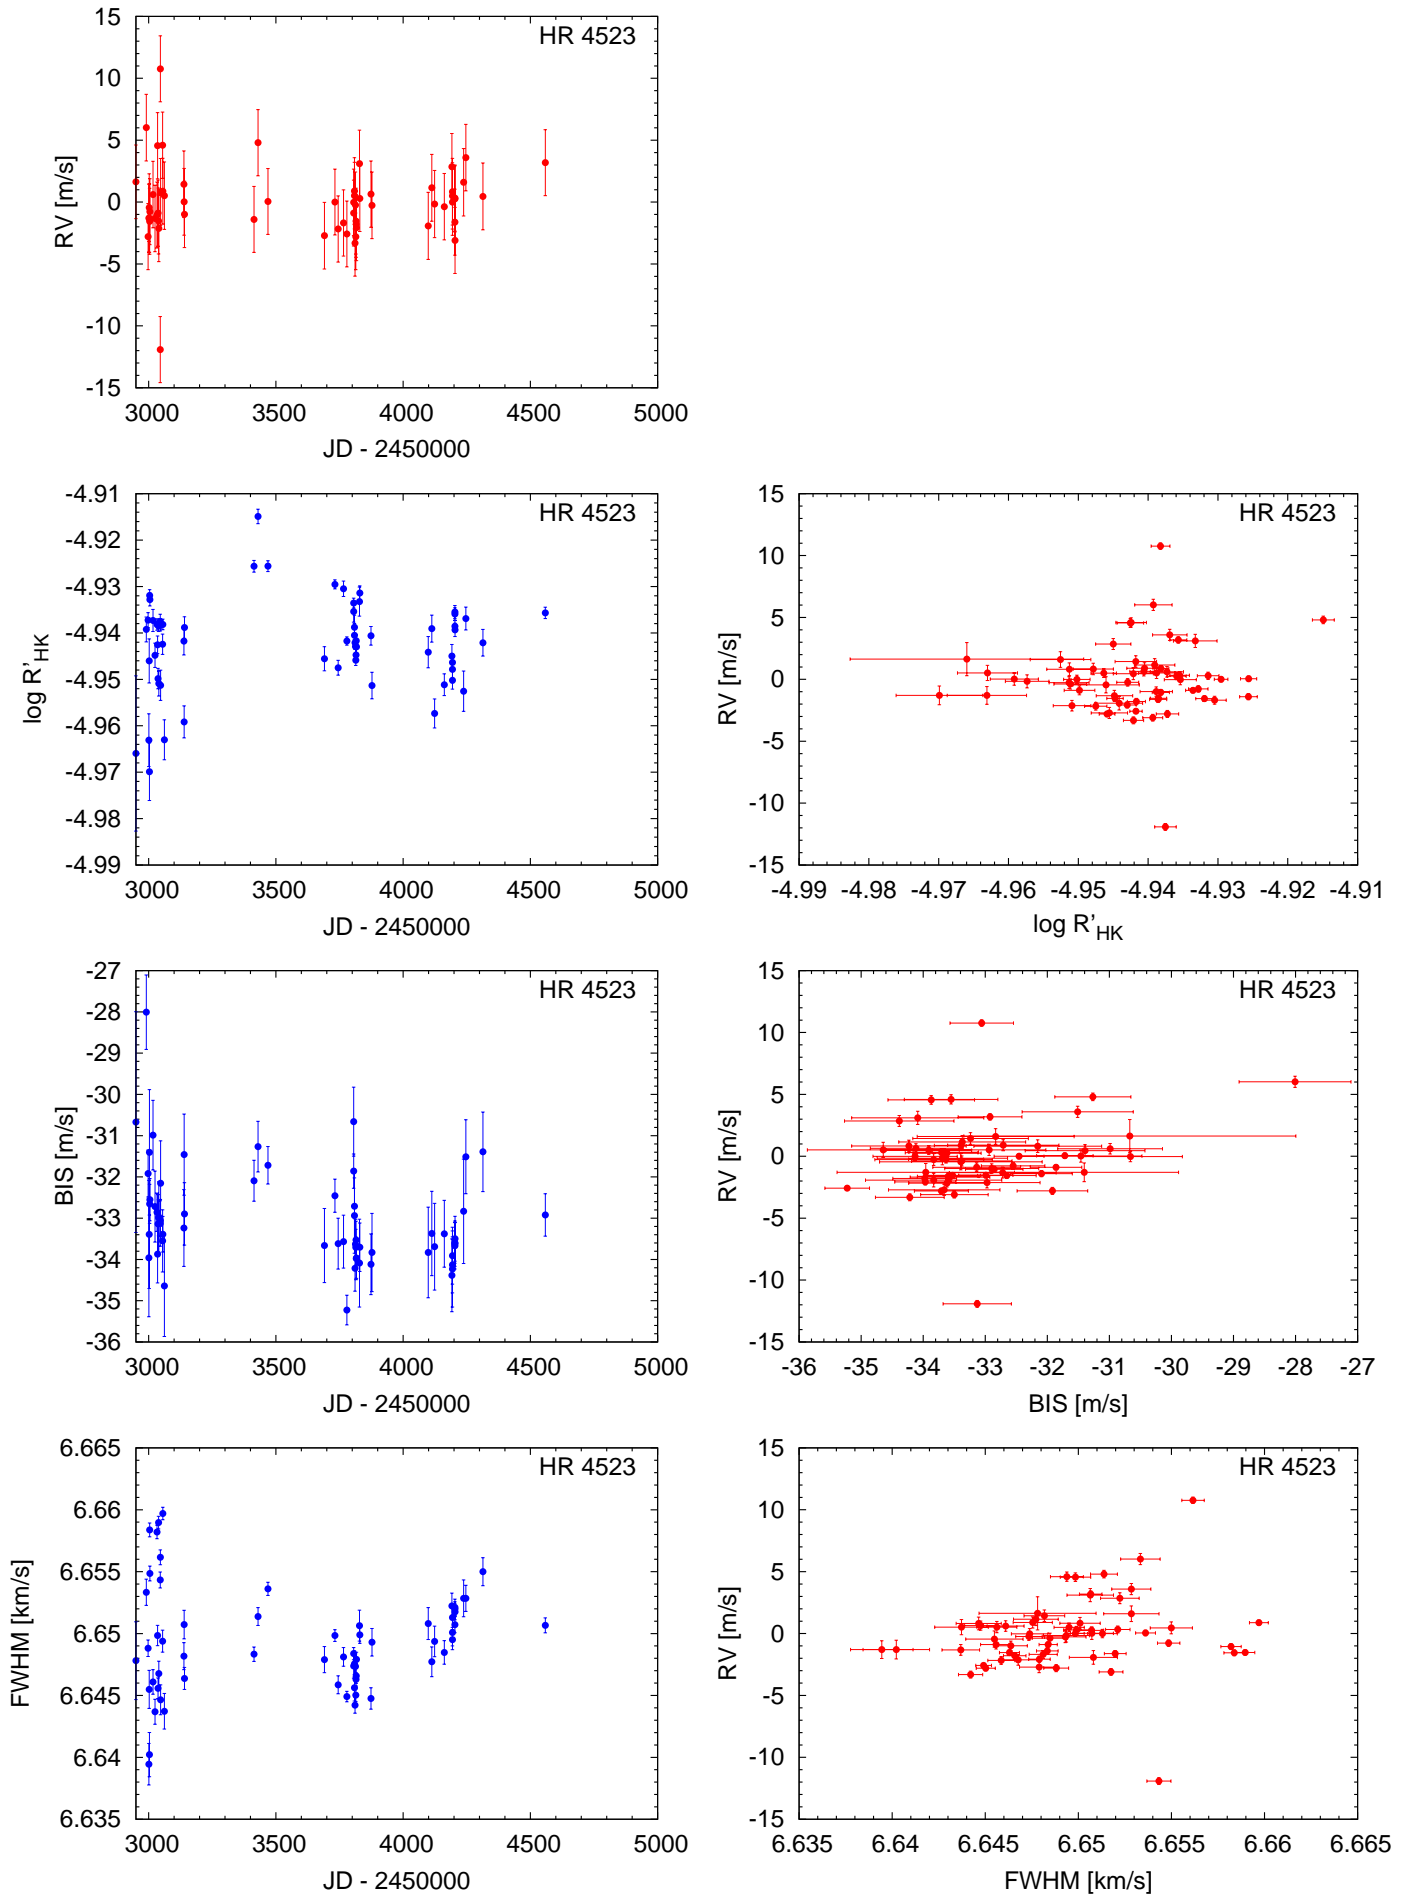 HR 4523
15
10
5
0
-5
-10
-15
RV [m/s]
3000 3500 4000 4500 5000
JD - 2450000
HR 4523
-4.91
-4.92
-4.93
-4.94
-4.95
-4.96
-4.97
-4.98
-4.99
log R'HK
3000 3500 4000 4500 5000
JD - 2450000
HR 4523
15
10
5
0
-5
-10
-15
RV [m/s]
-4.99 -4.98 -4.97 -4.96 -4.95 -4.94 -4.93 -4.92 -4.91
log R'HK
HR 4523
-27
-28
-29
-30
-31
-32
-33
-34
-35
-36
BIS [m/s]
3000 3500 4000 4500 5000
JD - 2450000
HR 4523
15
10
5
0
-5
-10
-15
RV [m/s]
-36 -35 -34 -33 -32 -31 -30 -29 -28 -27
BIS [m/s]
HR 4523
6.665
6.66
6.655
6.65
6.645
6.64
6.635
FWHM [km/s]
3000 3500 4000 4500 5000
JD - 2450000
HR 4523
15
10
5
0
-5
-10
-15
RV [m/s]
6.635 6.64 6.645 6.65 6.655 6.66 6.665
FWHM [km/s]